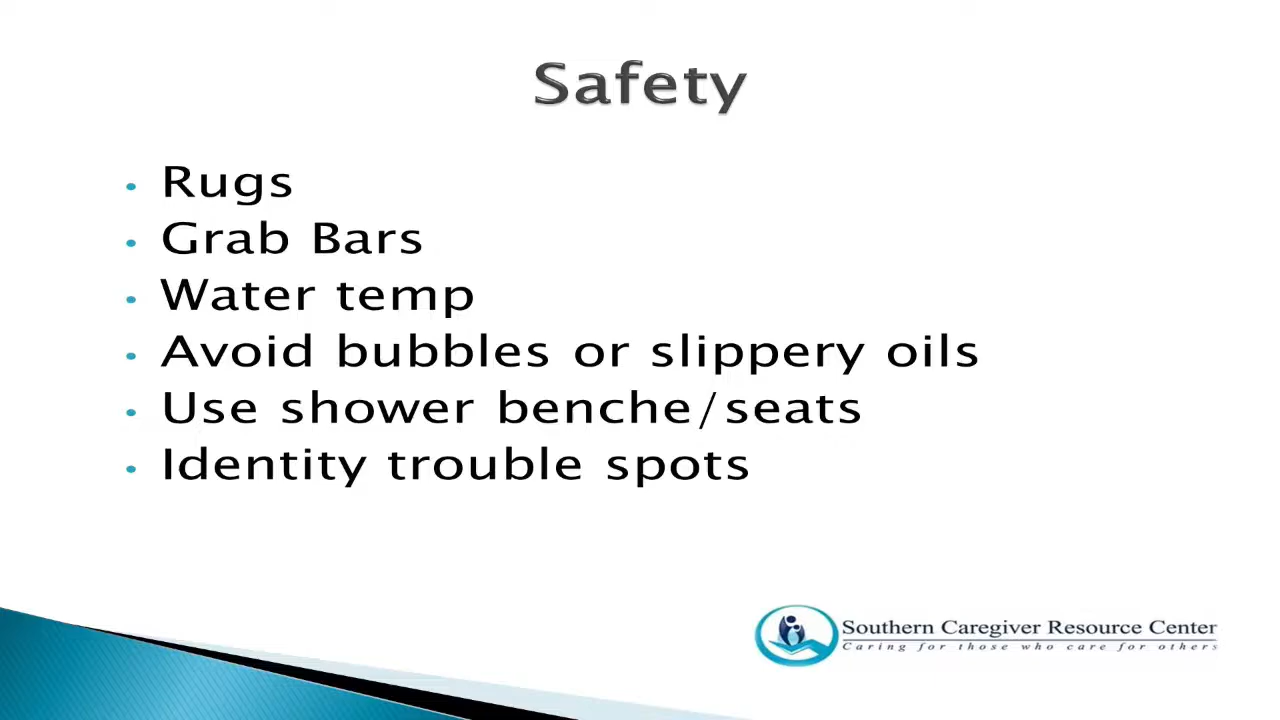 Safety
• Rugs
• Grab Bars
• Water temp
• Avoid bubbles or slippery oils
• Use shower benche/seats
• Identity trouble spots
Southern Caregiver Resource Center
Caring for those who care for others